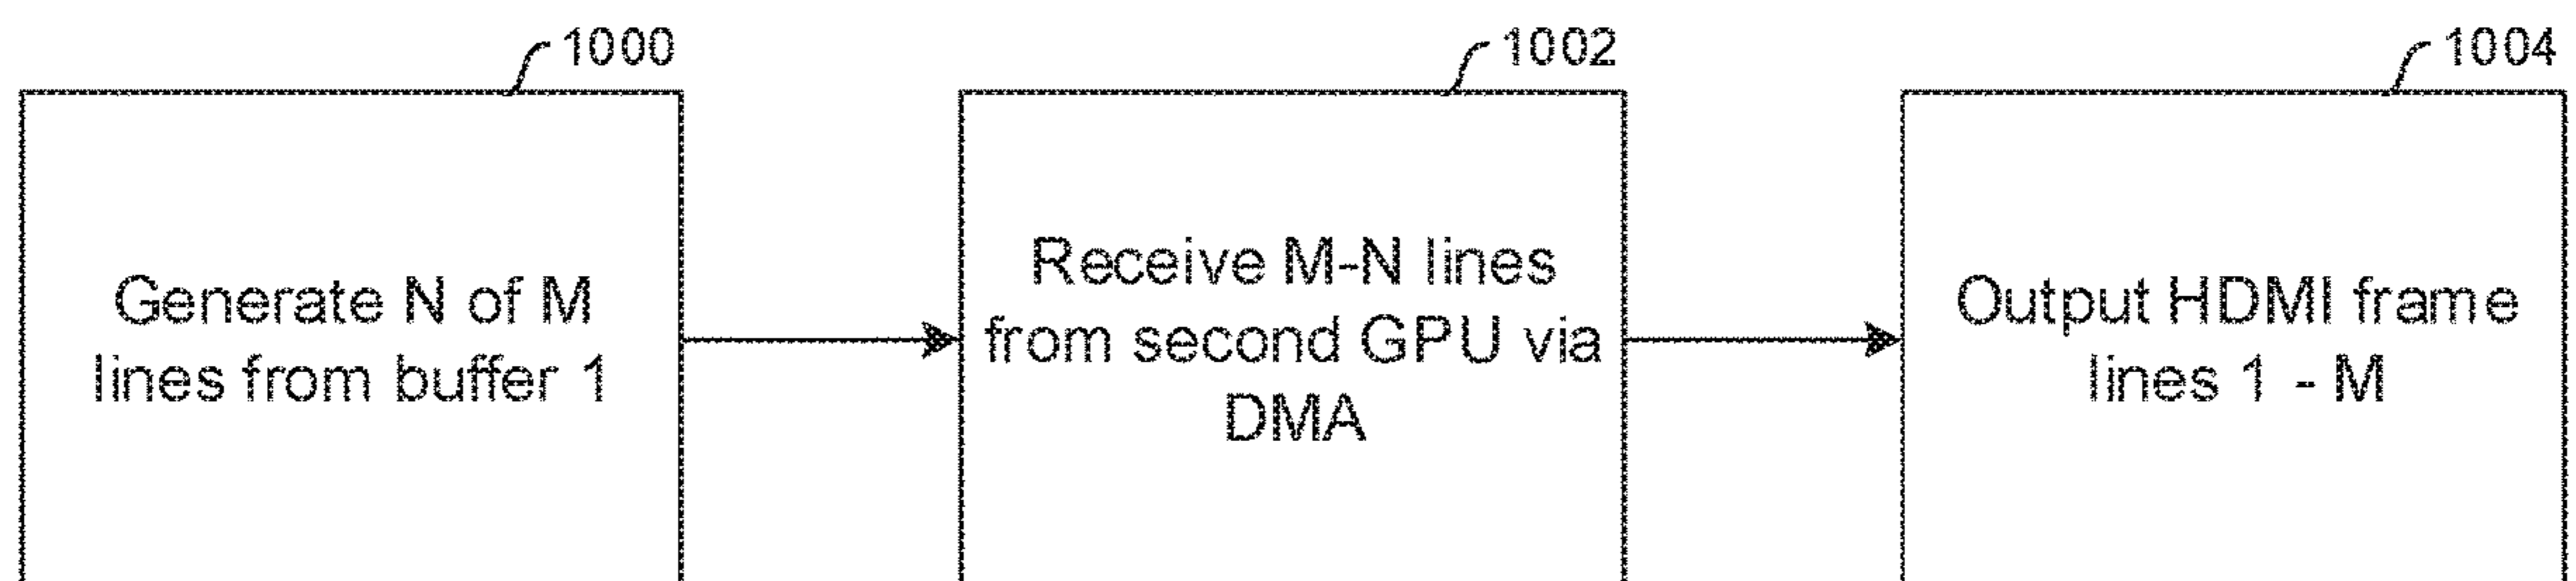 1000
1002
1004
Generate N of M
lines from buffer 1
Receive M-N lines
from second GPU via
DMA
Output HDMI frame
lines 1 - M